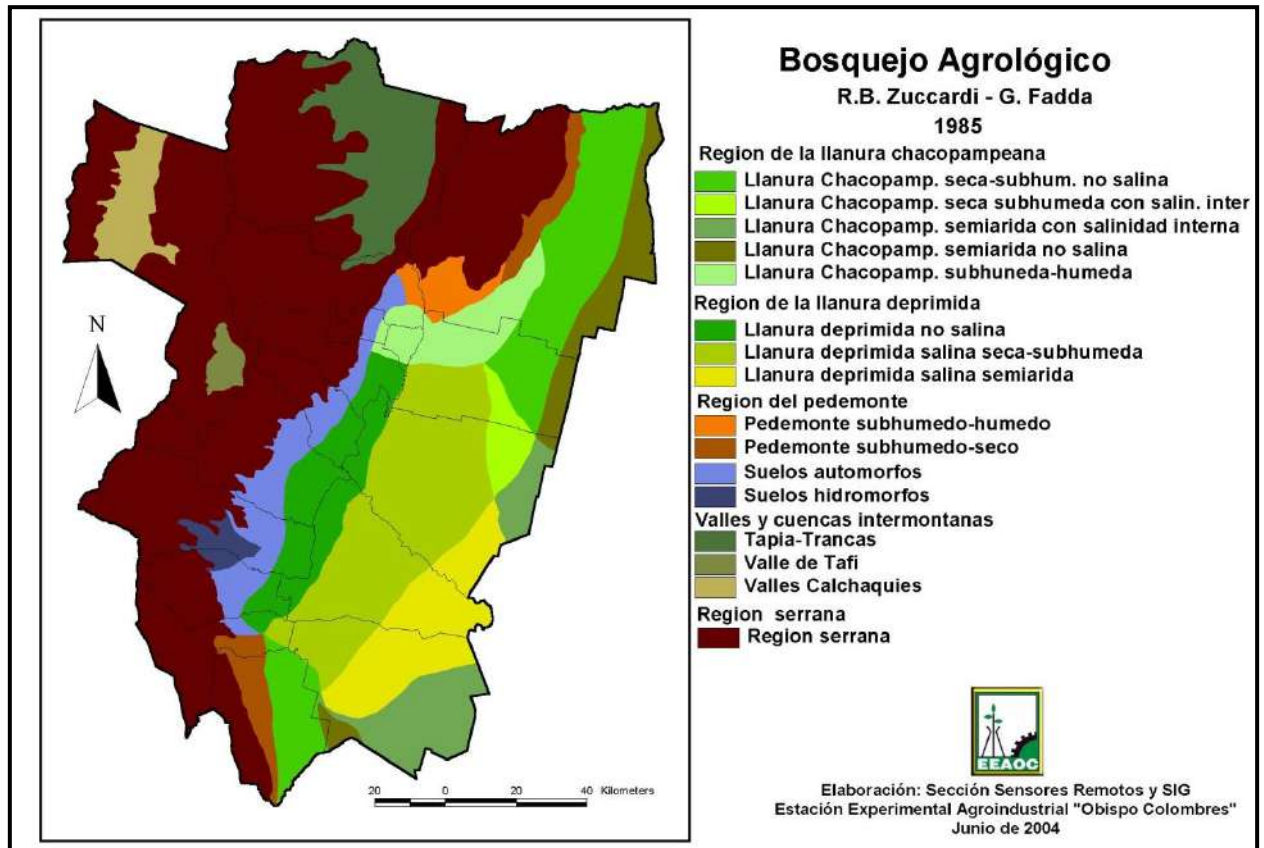 Bosquejo Agrológico
R.B. Zuccardi - G. Fadda
1985
Region de la llanura chacopampeana
Llanura Chacopamp. seca-subhum. no salina
Llanura Chacopamp. seca subhumeda con salin. inter
Llanura Chacopamp. semiarida con salinidad interna
Llanura Chacopamp. semiarida no salina
Llanura Chacopamp. subhuneda-humeda
Region de la llanura deprimida
Llanura deprimida no salina
Llanura deprimida salina seca-subhumeda
Llanura deprimida salina semiarida
Region del pedemonte
Pedemonte subhumedo-humedo
Pedemonte subhumedo-seco
Suelos automorfos
Suelos hidromorfos
Valles y cuencas intermontanas
Tapia-Trancas
Valle de Tafi
Valles Calchaquies
Region serrana
Region serrana
N
20 0 20 40 Kilometers
EEAOC
Elaboración: Sección Sensores Remotos y SIG
Estación Experimental Agroindustrial "Obispo Colombres"
Junio de 2004